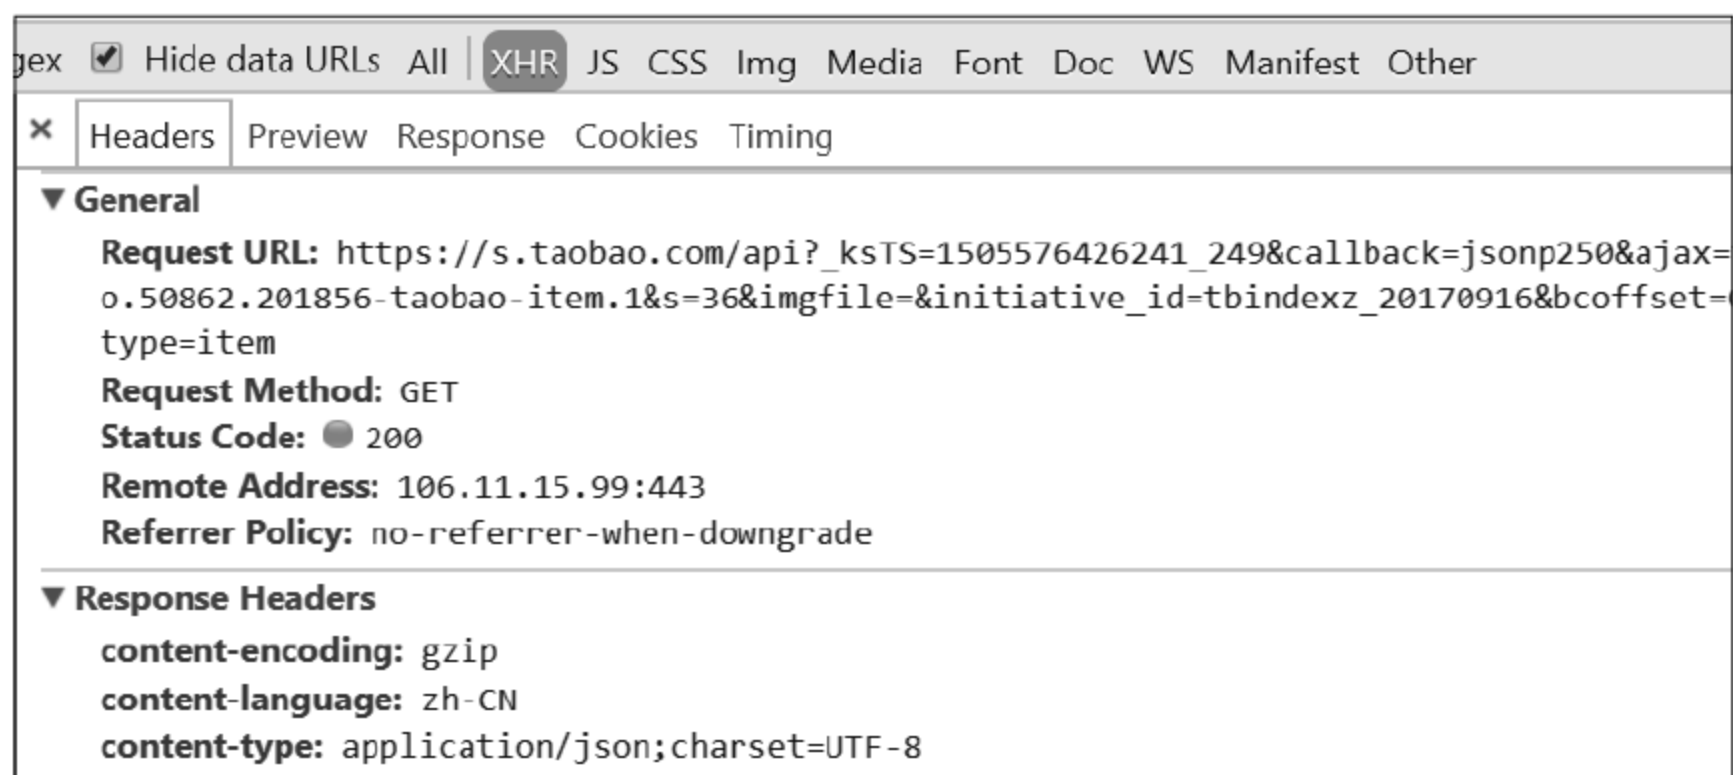 gex Hide data URLs All XHR JS CSS Img Media Font Doc WS Manifest Other
× Headers Preview Response Cookies Timing
▼ General
Request URL: https://s.taobao.com/api?_ksTS=1505576426241_249&callback=jsonp250&ajax=
o.50862.201856-taobao-item.1&s=36&imgfile=&initiative_id=tbindexz_20170916&bcoffset=
type=item
Request Method: GET
Status Code: 200
Remote Address: 106.11.15.99:443
Referrer Policy: no-referrer-when-downgrade
▼ Response Headers
content-encoding: gzip
content-language: zh-CN
content-type: application/json;charset=UTF-8